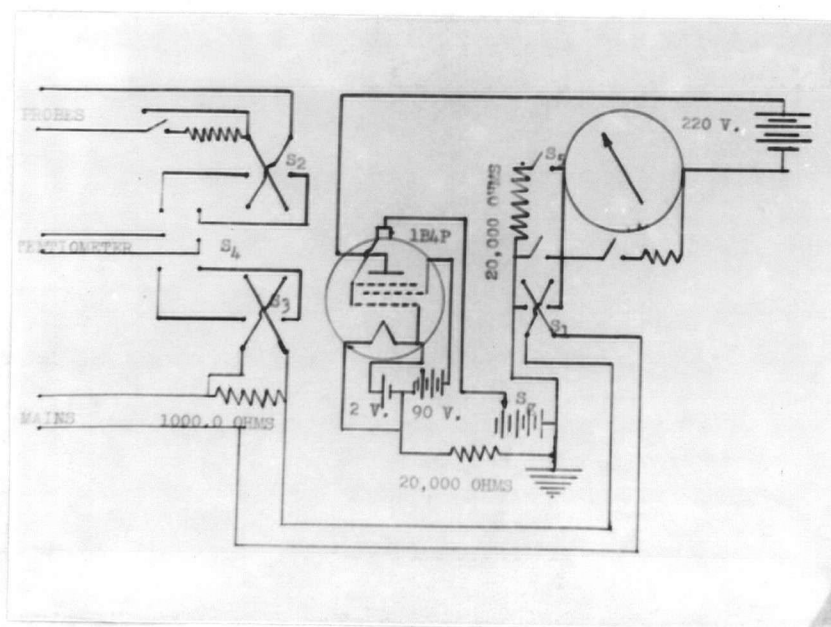 PROBES
S2
TENTIOMETER
S4
S3
MAINS
1000.0 OHMS
1B4P
2 V.
90 V.
20,000 OHMS
20,000 OHMS
S1
220 V.